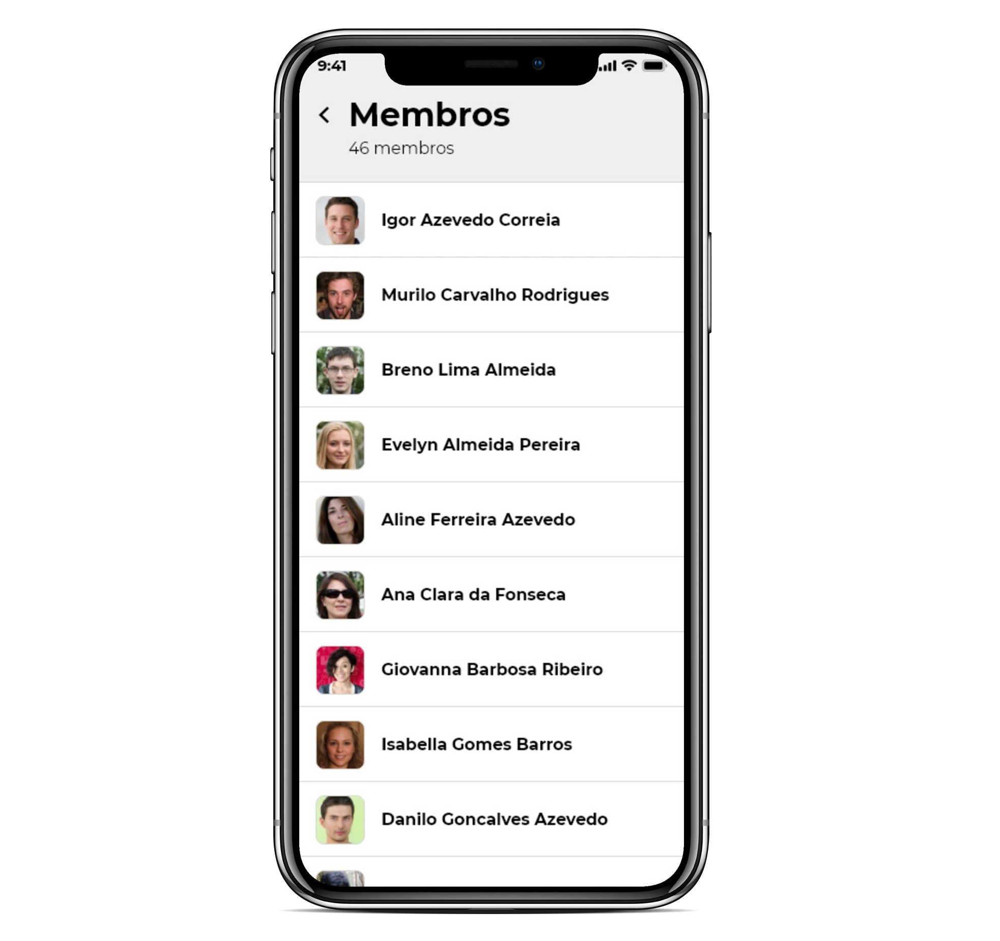 9:41
Membros
46 membros
Igor Azevedo Correia
Murilo Carvalho Rodrigues
Breno Lima Almeida
Evelyn Almeida Pereira
Aline Ferreira Azevedo
Ana Clara da Fonseca
Giovanna Barbosa Ribeiro
Isabella Gomes Barros
Danilo Goncalves Azevedo